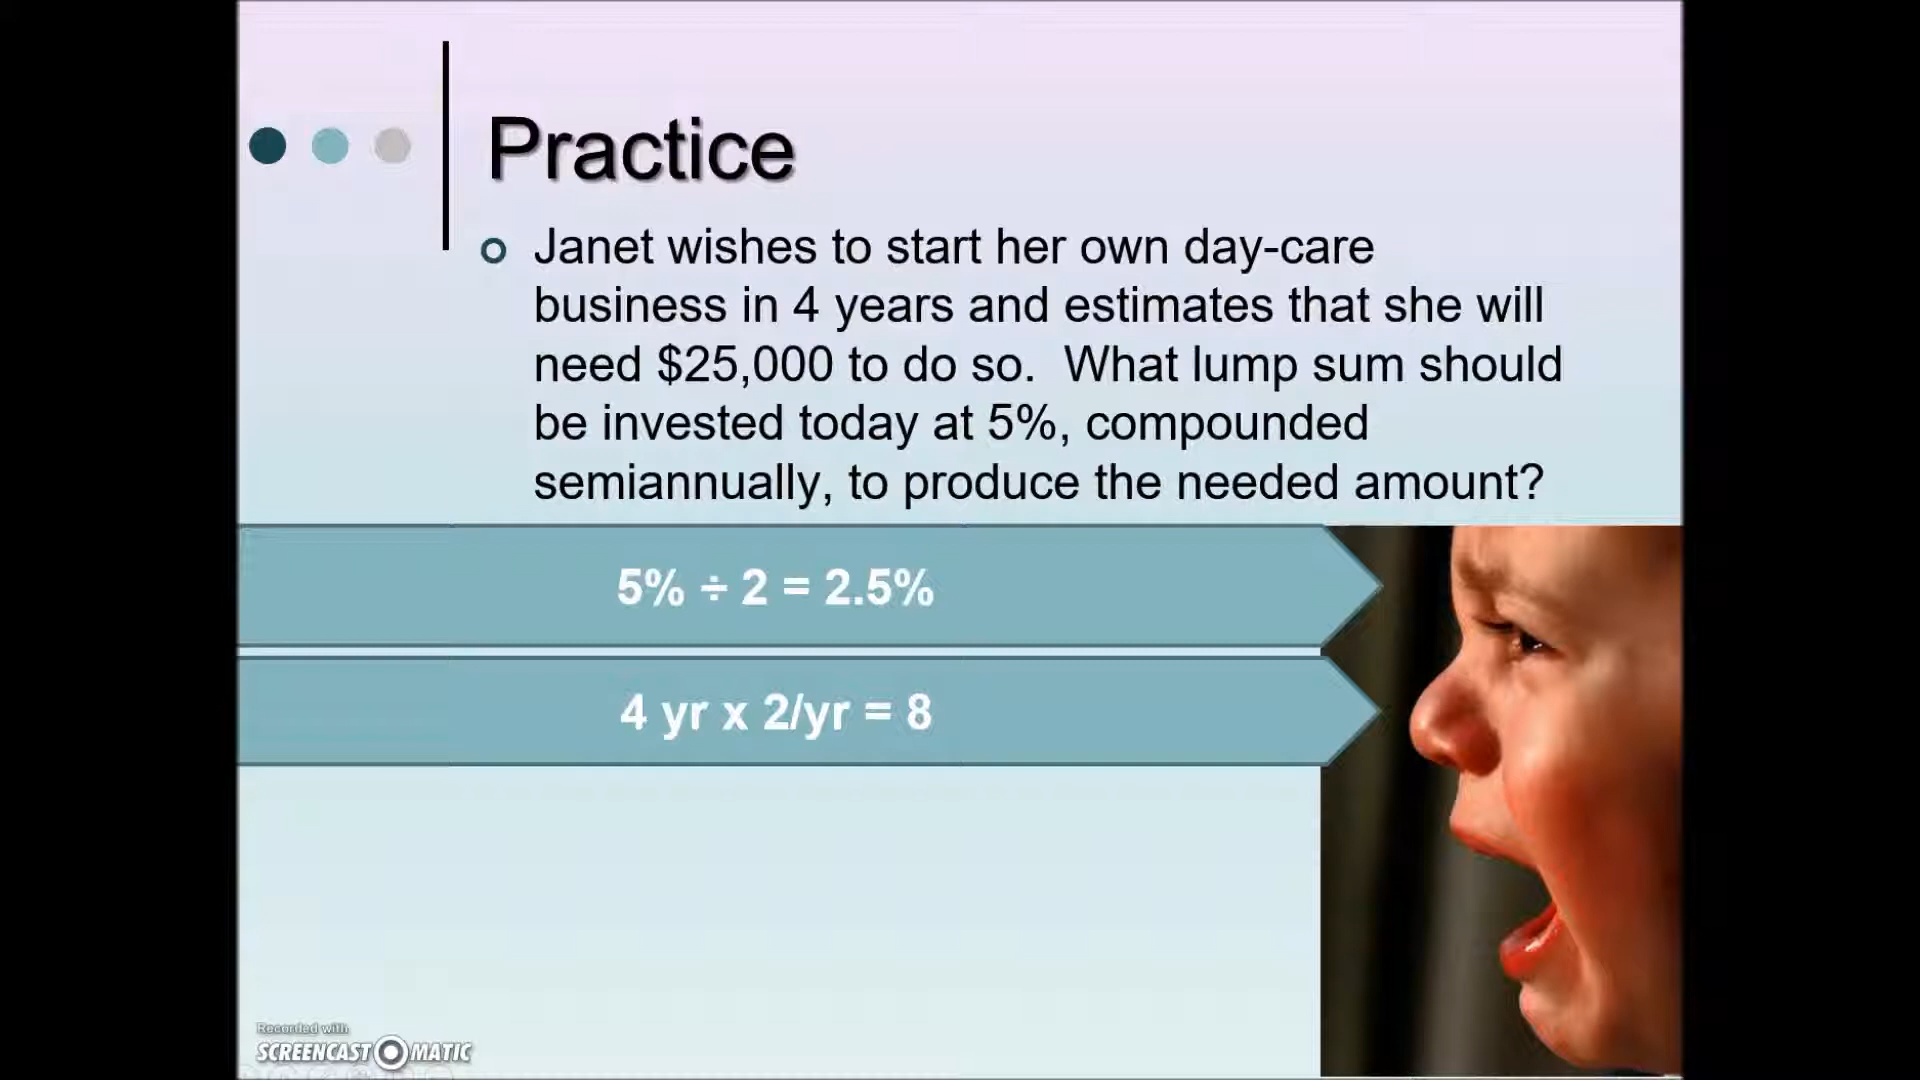 Practice
Janet wishes to start her own day-care
business in 4 years and estimates that she will
need $25,000 to do so. What lump sum should
be invested today at 5%, compounded
semiannually, to produce the needed amount?
5% ÷ 2 = 2.5%
4 yr x 2/yr = 8
Recorded with
SCREENCAST MATIC